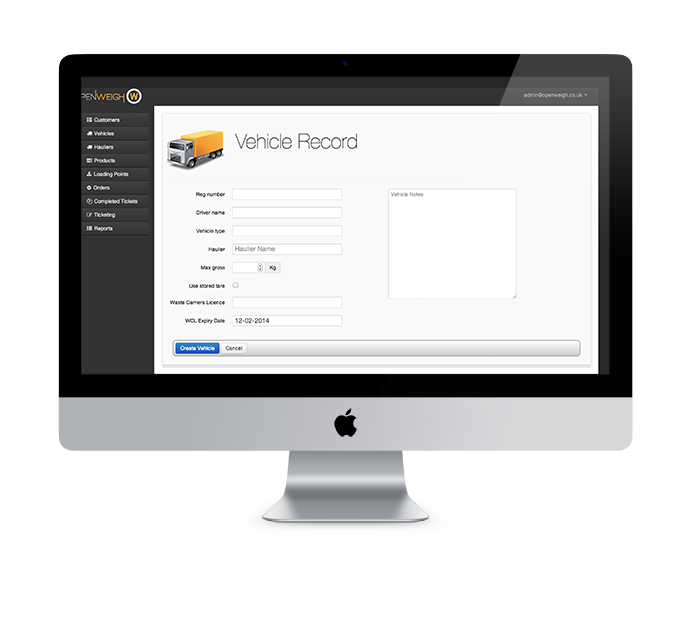 PENWEIGH W
admin@openweigh.co.uk
Customers
Vehicles
Hauliers
Products
Loading Points
Orders
Completed Tickets
Ticketing
Reports
Vehicle Record
Reg number
Driver name
Vehicle type
Haulier
Haulier Name
Max gross
Kg
Use stored tare
Waste Carriers Licence
WCL Expiry Date
12-02-2014
Vehicle Notes
Create Vehicle
Cancel